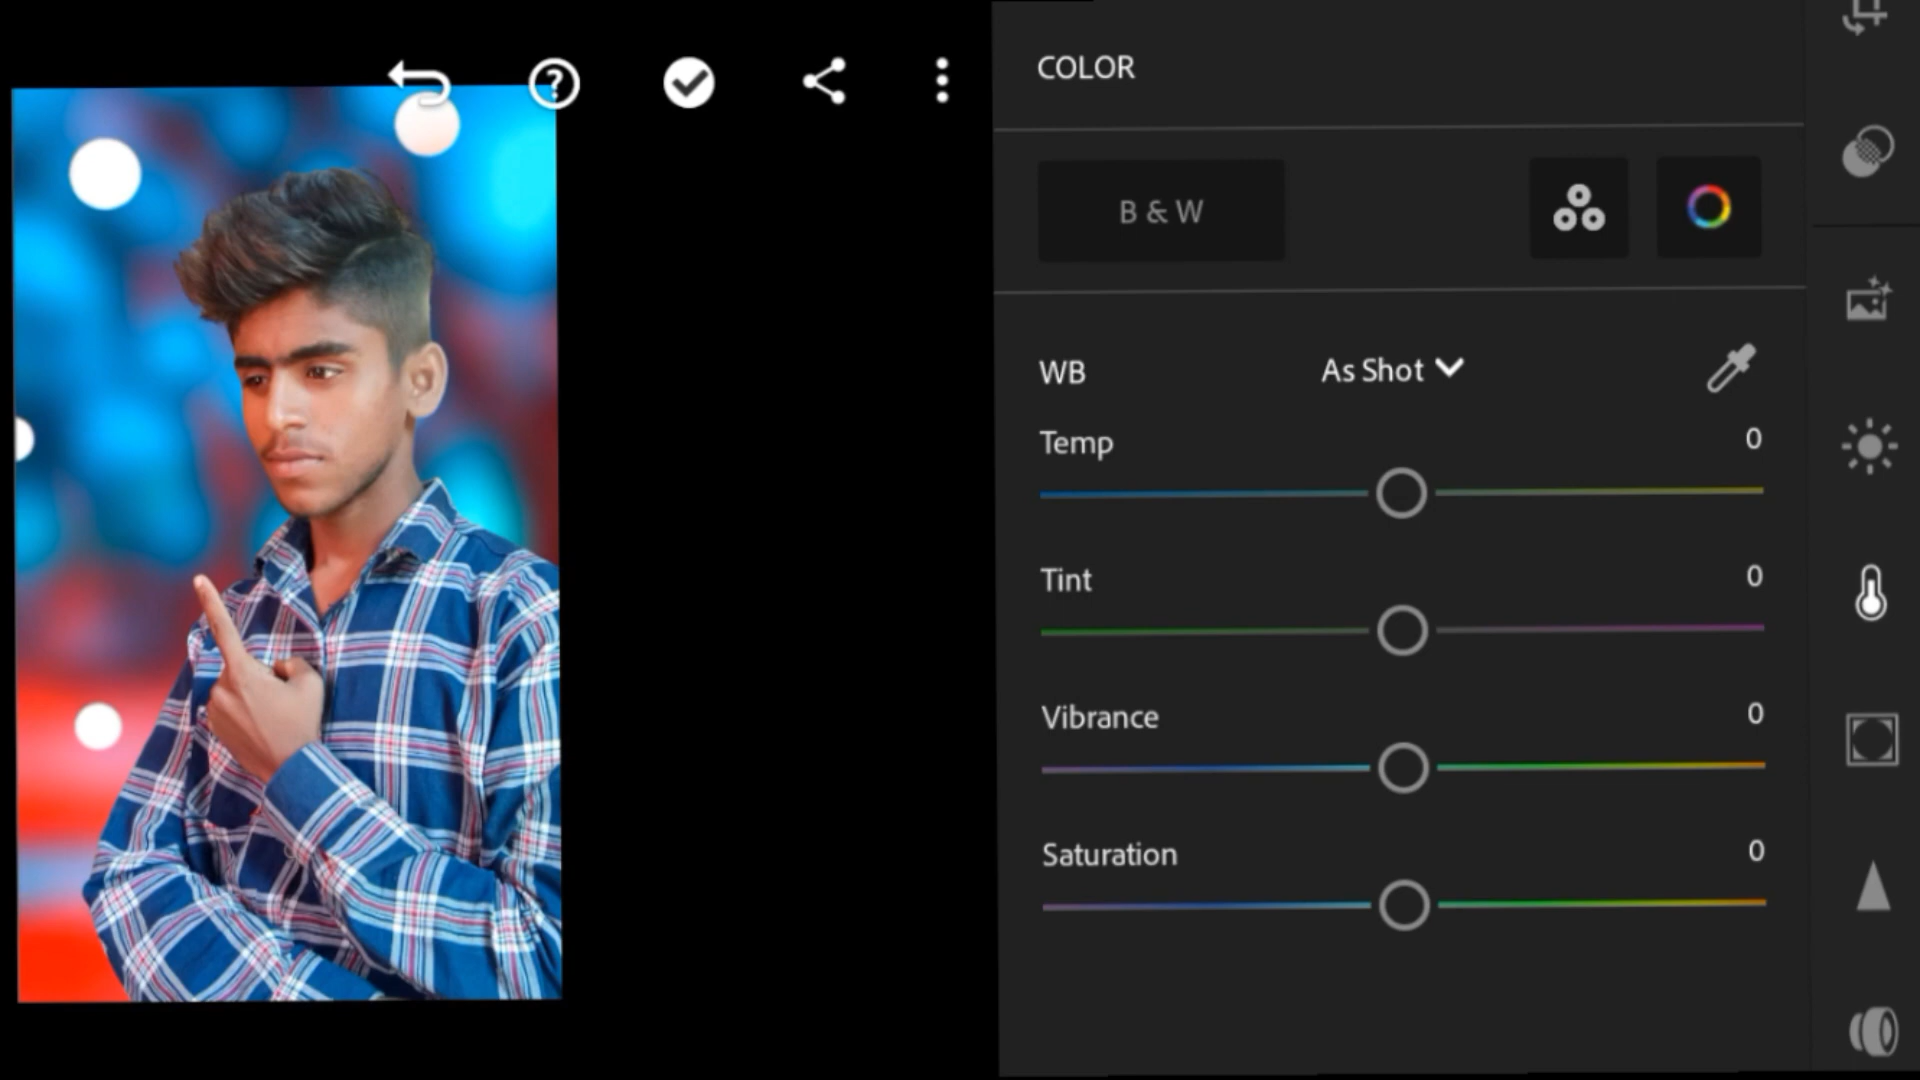 COLOR
B & W
WB As Shot
Temp 0
Tint 0
Vibrance 0
Saturation 0